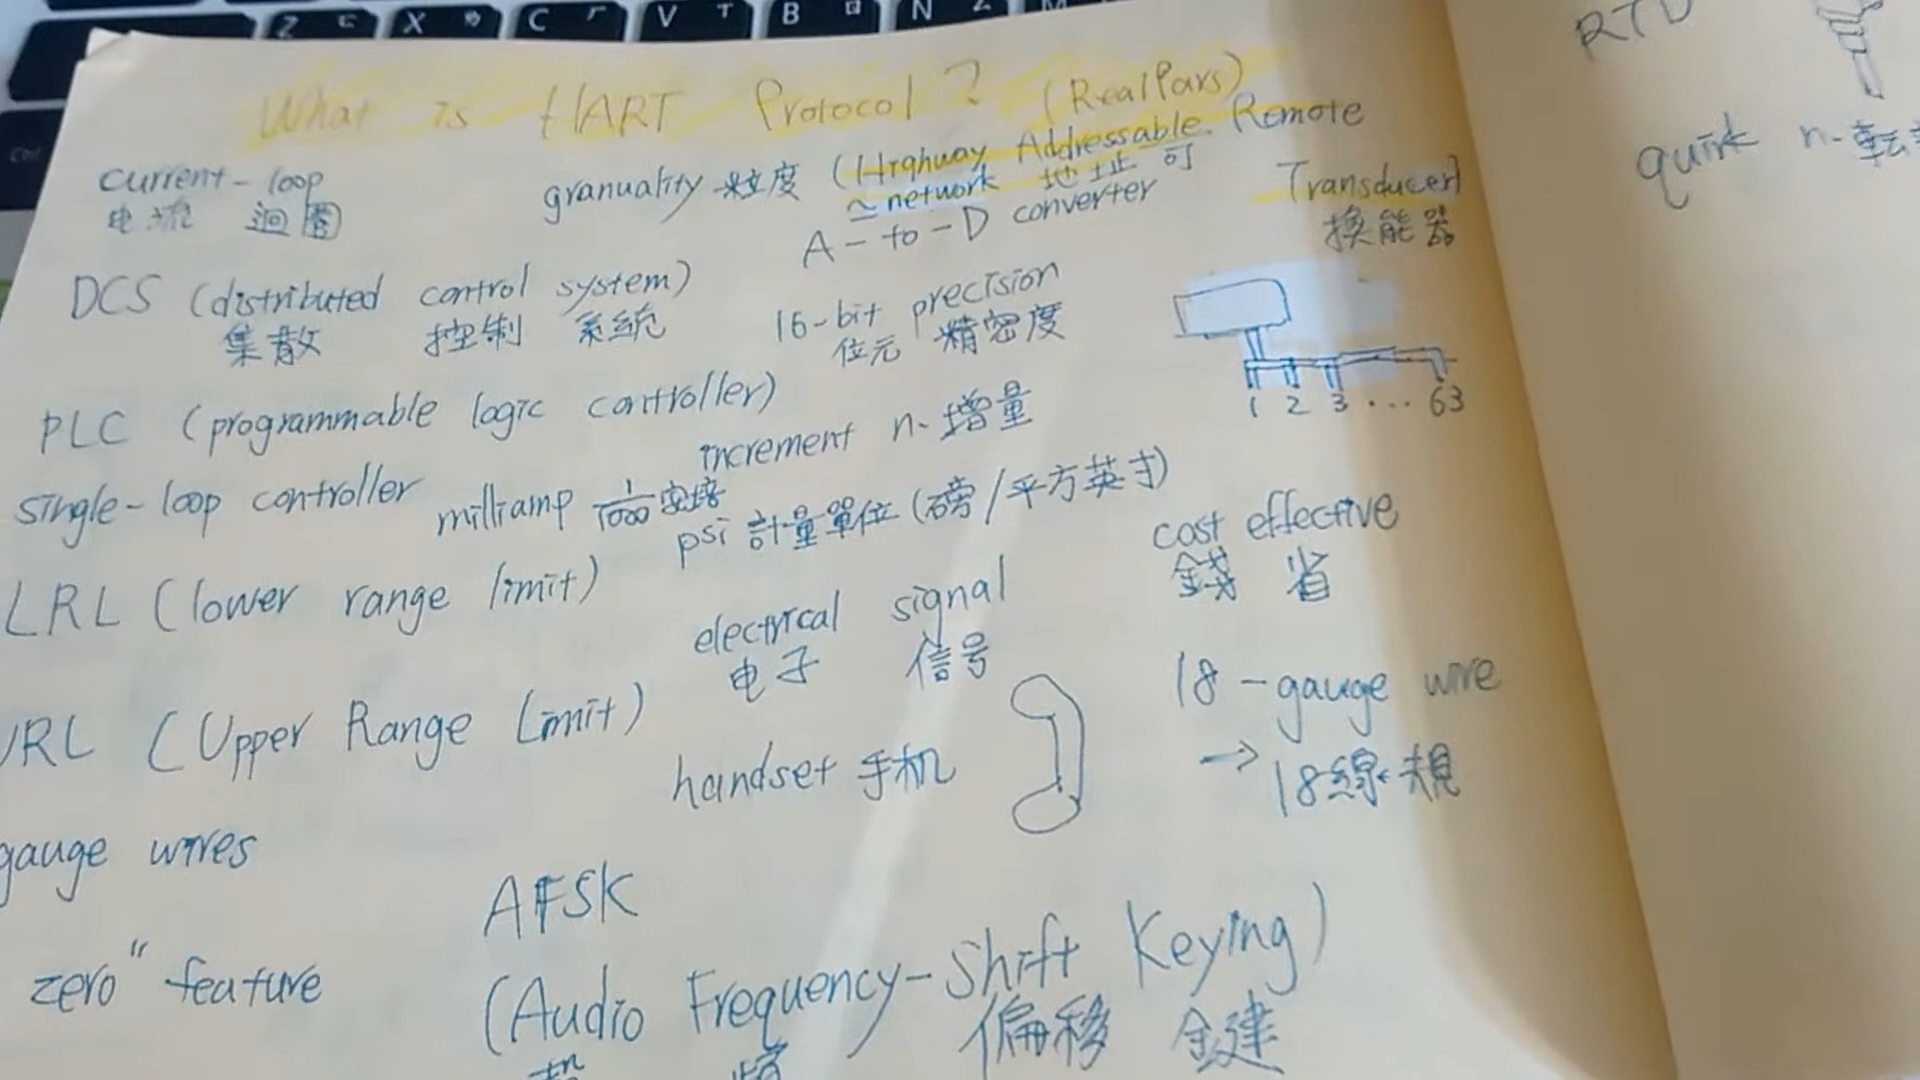 Z
X
C
V
B
N
M
What is HART Protocol? (RealPars)
(Highway Addressable Remote
≃network 地址 可
Transducer)
換能器
current-loop
电流 迴圈
granuality 粒度
A-to-D converter
DCS (distributed control system)
集散 控制 系統
16-bit precision
位元 精密度
1 2 3 ... 63
PLC (programmable logic controller)
increment n. 增量
single-loop controller
milliamp 1/1000 安培
psi 計量單位 (磅/平方英寸)
cost effective
錢 省
LRL (lower range limit)
electrical signal
电子 信号
18-gauge wire
→ 18線規
URL (Upper Range Limit)
handset 手机
gauge wires
AFSK
zero" feature
(Audio Frequency-Shift Keying)
偏移 鍵
RTD
quirk n. 転